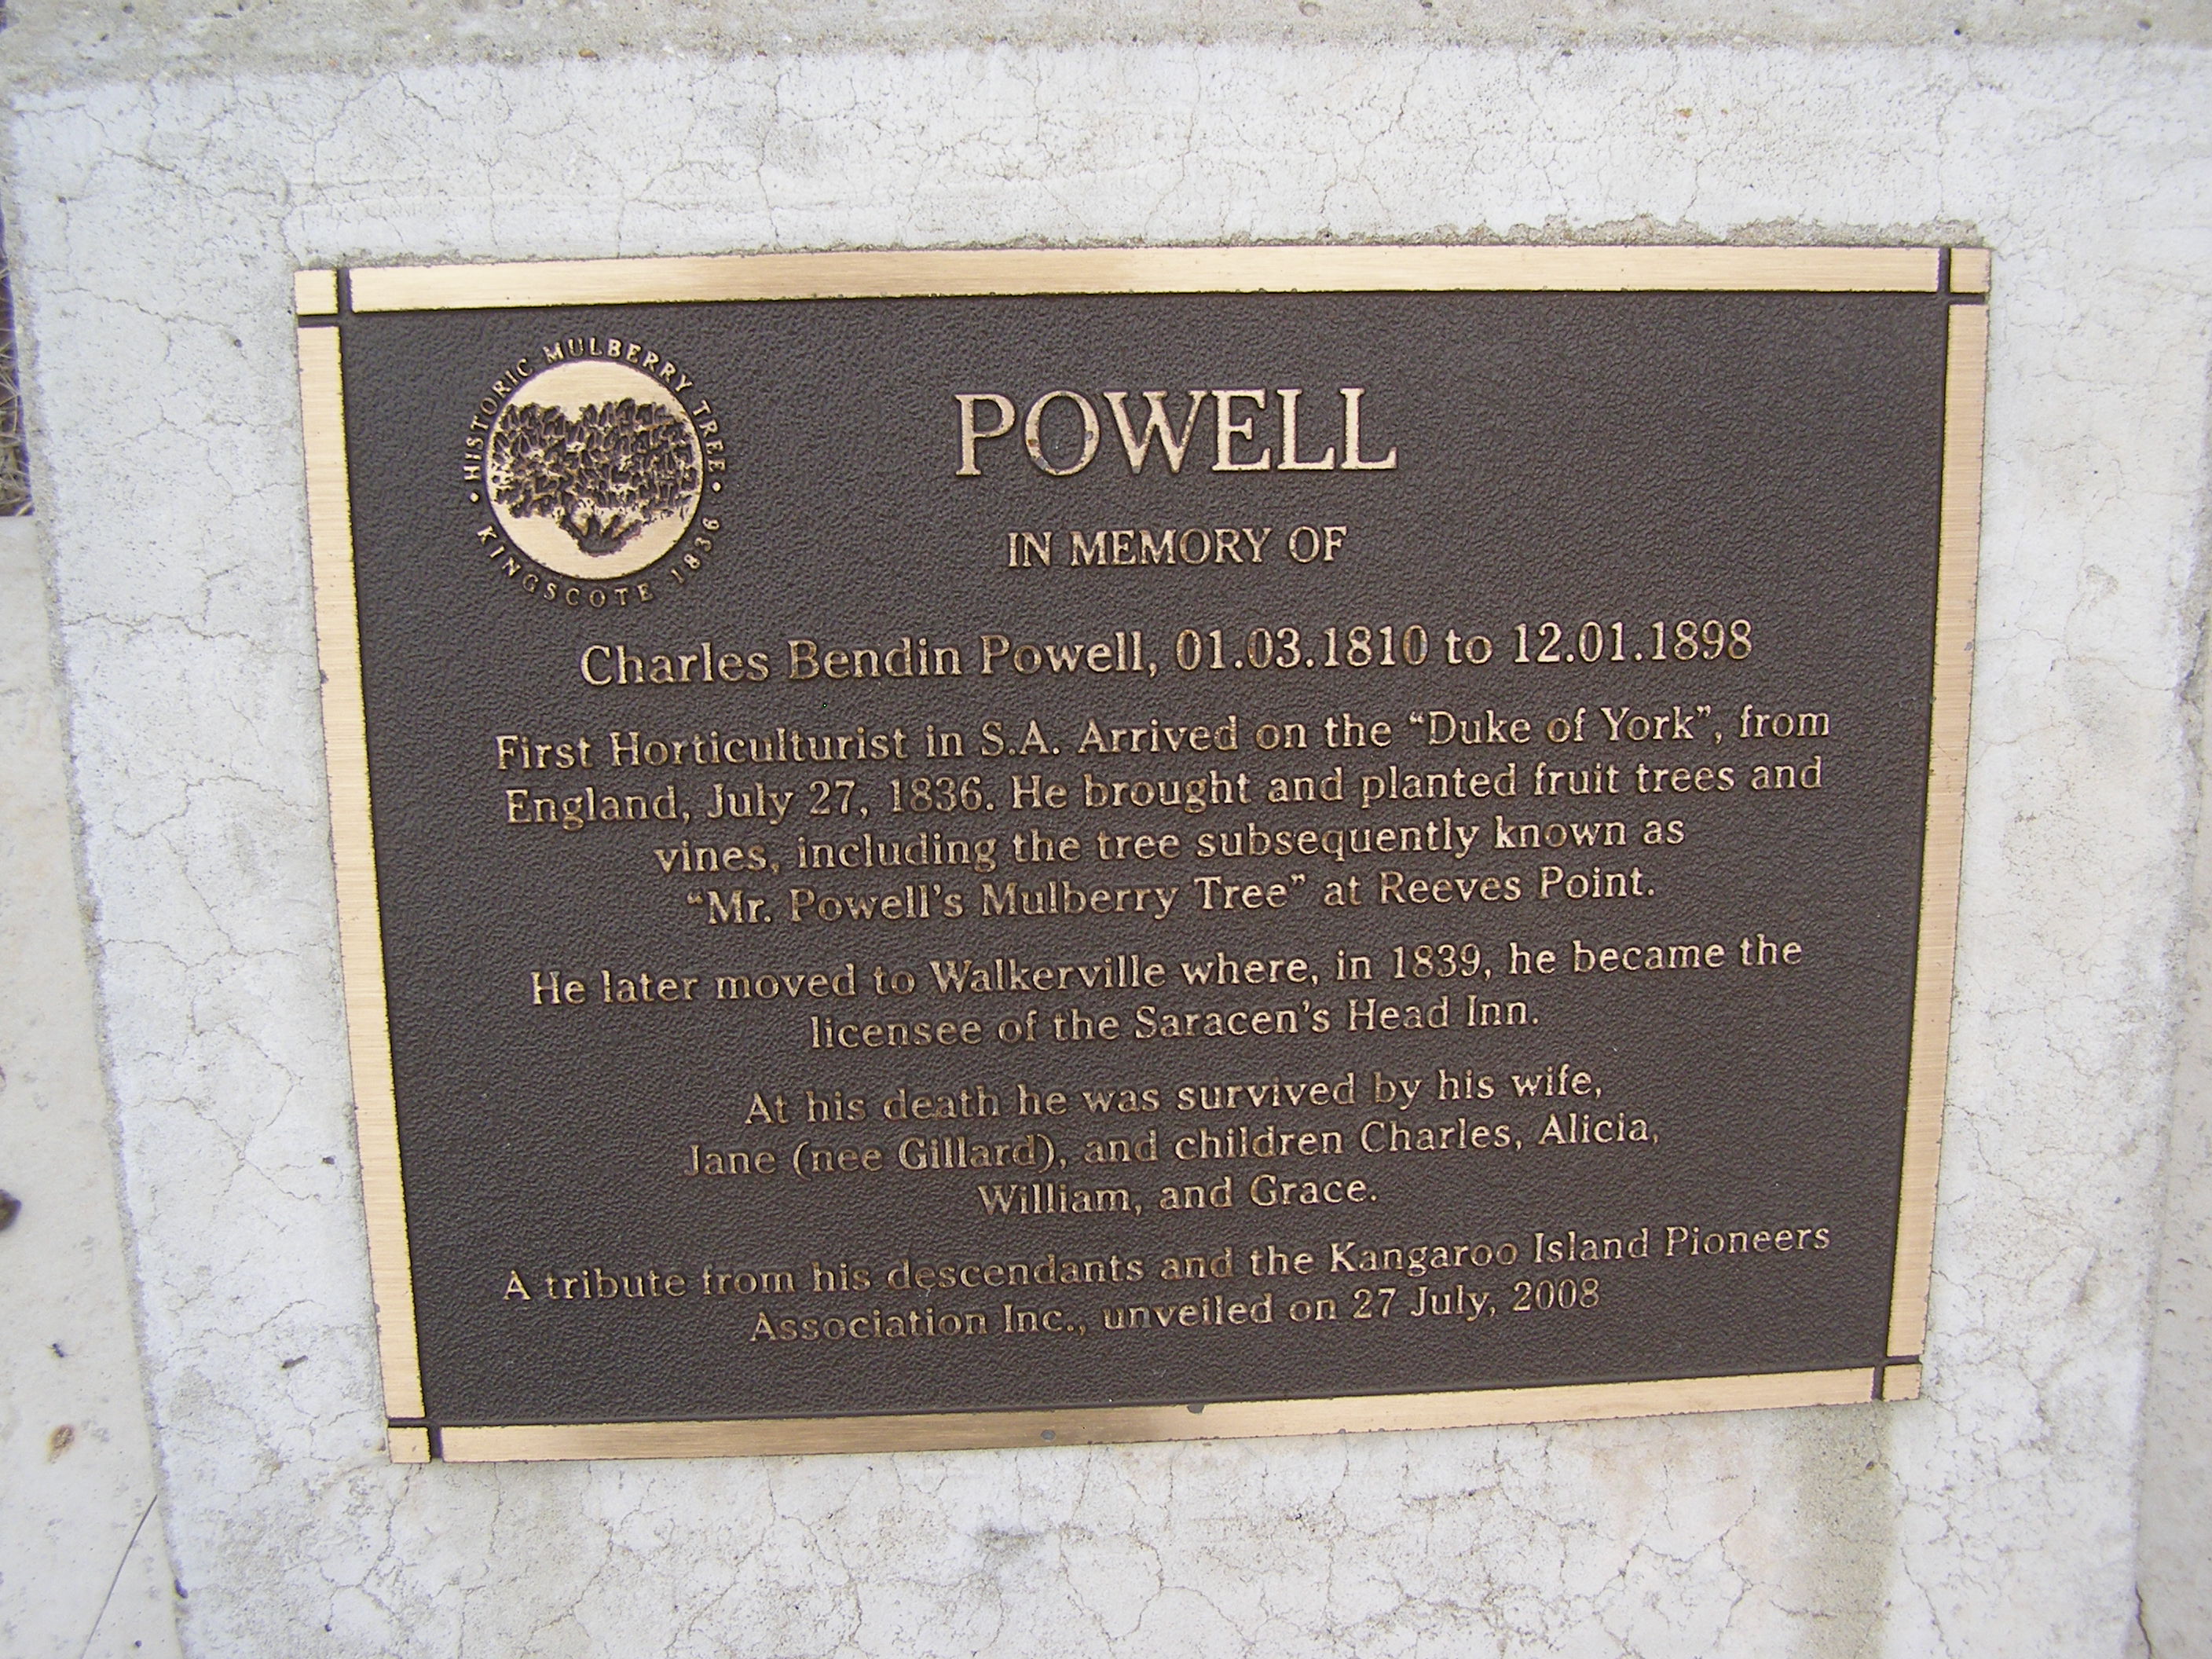 • HISTORIC MULBERRY TREE •
KINGSCOTE 1836
POWELL
IN MEMORY OF
Charles Bendin Powell, 01.03.1810 to 12.01.1898
First Horticulturist in S.A. Arrived on the “Duke of York”, from
England, July 27, 1836. He brought and planted fruit trees and
vines, including the tree subsequently known as
“Mr. Powell’s Mulberry Tree” at Reeves Point.
He later moved to Walkerville where, in 1839, he became the
licensee of the Saracen’s Head Inn.
At his death he was survived by his wife,
Jane (nee Gillard), and children Charles, Alicia,
William, and Grace.
A tribute from his descendants and the Kangaroo Island Pioneers
Association Inc., unveiled on 27 July, 2008